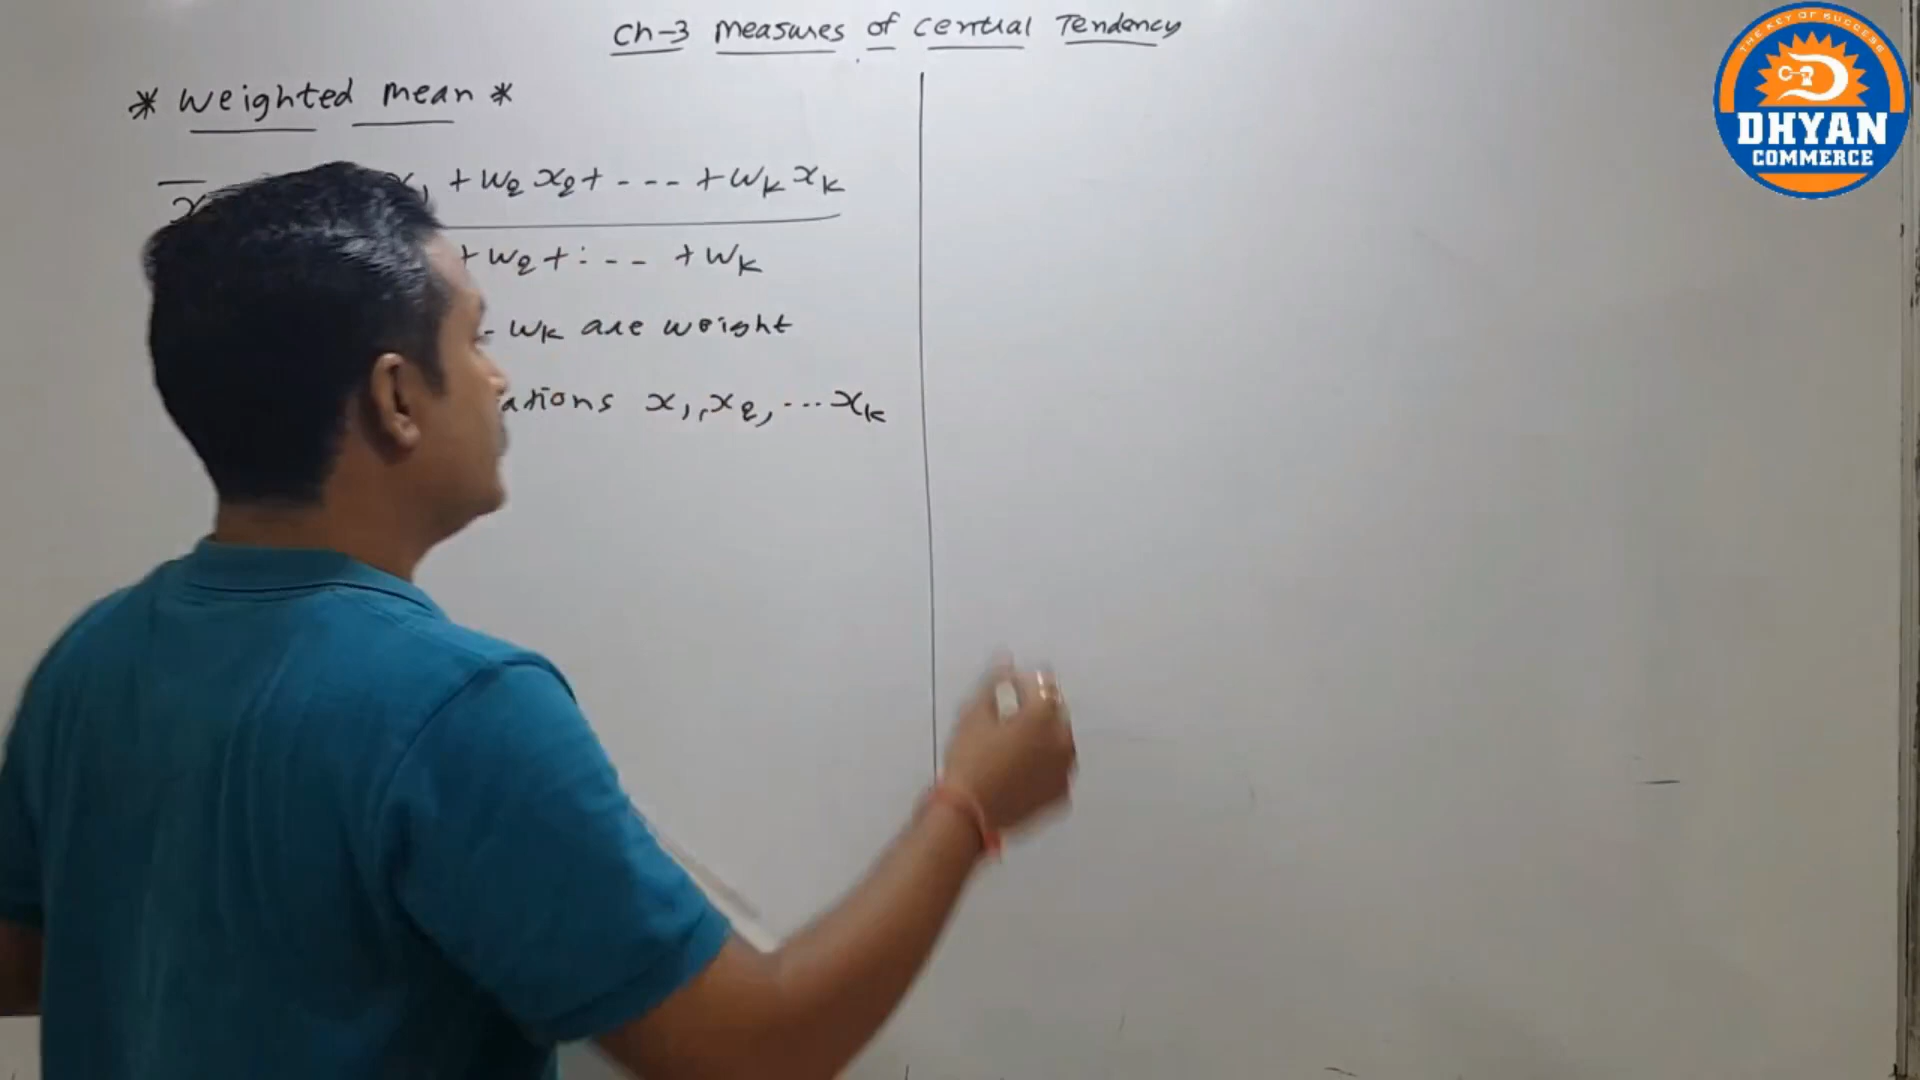 Ch-3 Measures of Central Tendency
* Weighted mean *
x₁ + w₂ x₂ + --- + wₖ xₖ
+ w₂ + --- + wₖ
- wₖ are weight
ations x₁, x₂, ... xₖ
THE KEY OF SUCCESS
DHYAN
COMMERCE